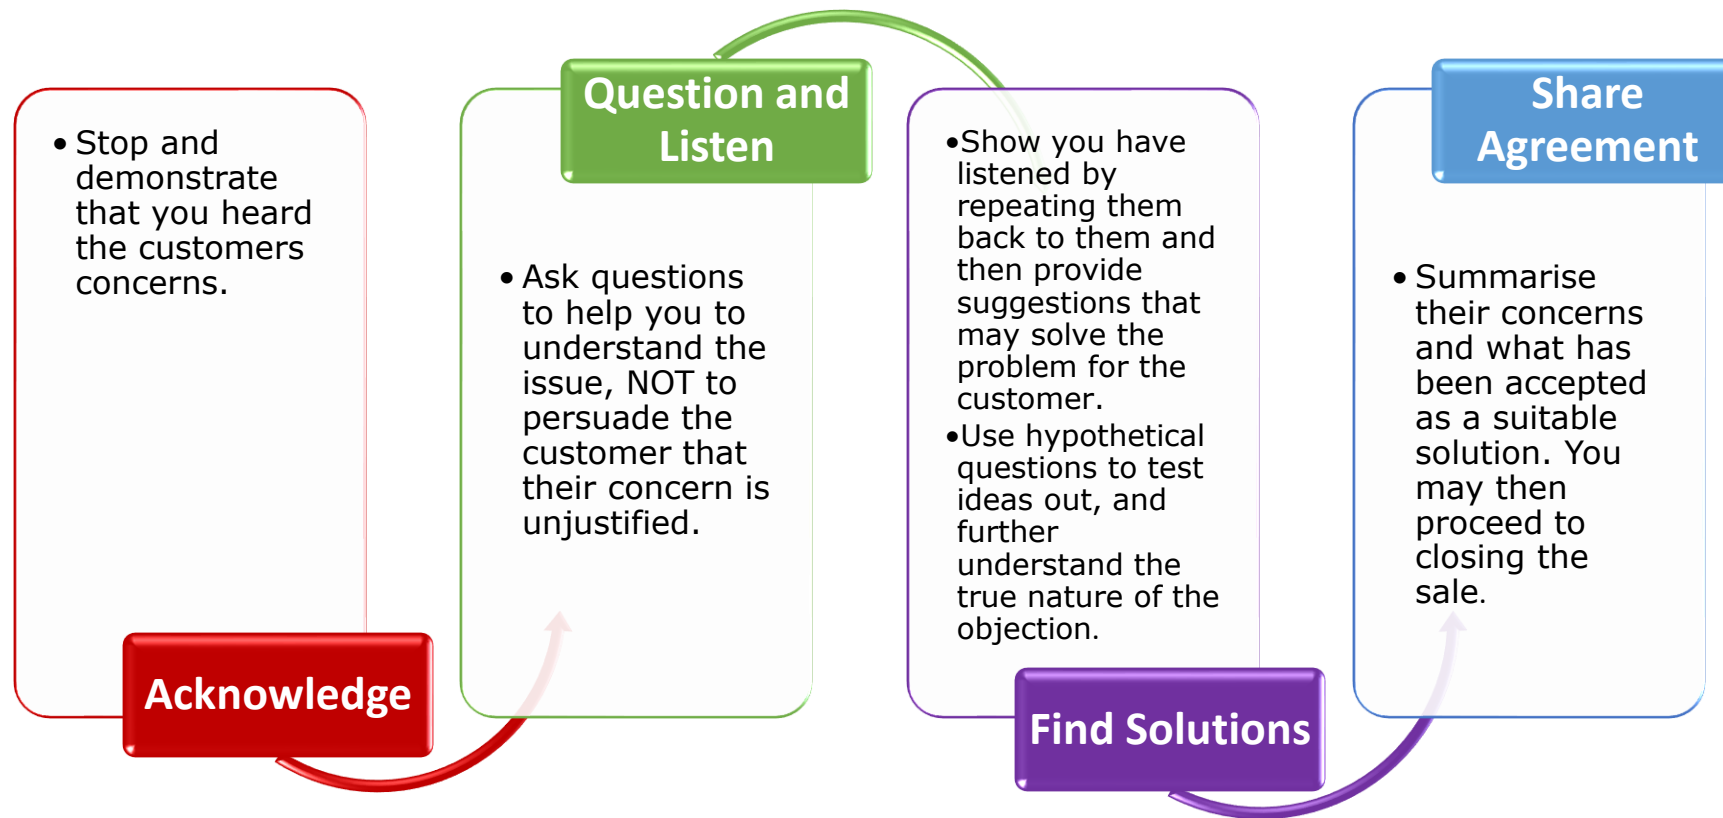 • Stop and
demonstrate
that you heard
the customers
concerns.
Acknowledge
Question and
Listen
• Ask questions
to help you to
understand the
issue, NOT to
persuade the
customer that
their concern is
unjustified.
•Show you have
listened by
repeating them
back to them and
then provide
suggestions that
may solve the
problem for the
customer.
•Use hypothetical
questions to test
ideas out, and
further
understand the
true nature of the
objection.
Find Solutions
Share
Agreement
• Summarise
their concerns
and what has
been accepted
as a suitable
solution. You
may then
proceed to
closing the
sale.